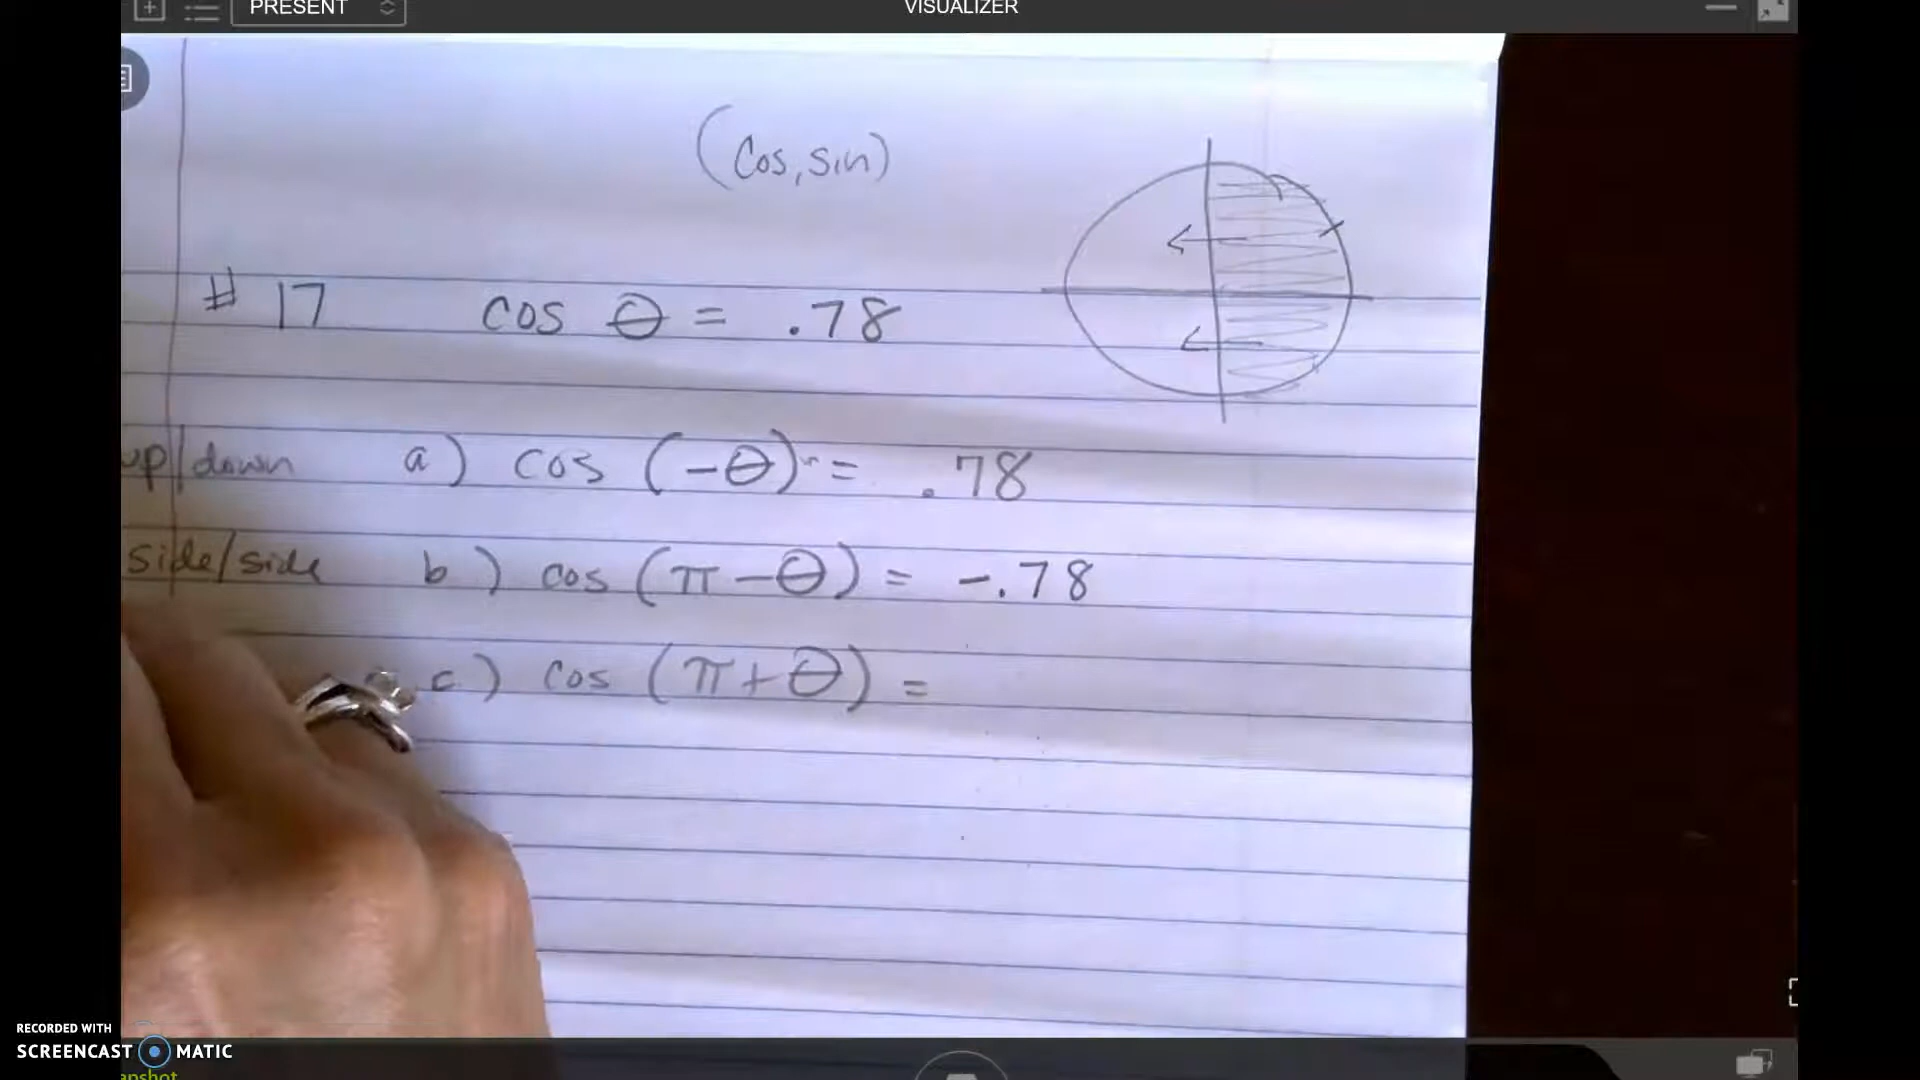 PRESENT
VISUALIZER
(cos, sin)
# 17 cos θ = .78
up/down a) cos (-θ) = .78
side/side b) cos (π-θ) = -.78
c) cos (π+θ) =
RECORDED WITH
SCREENCAST MATIC